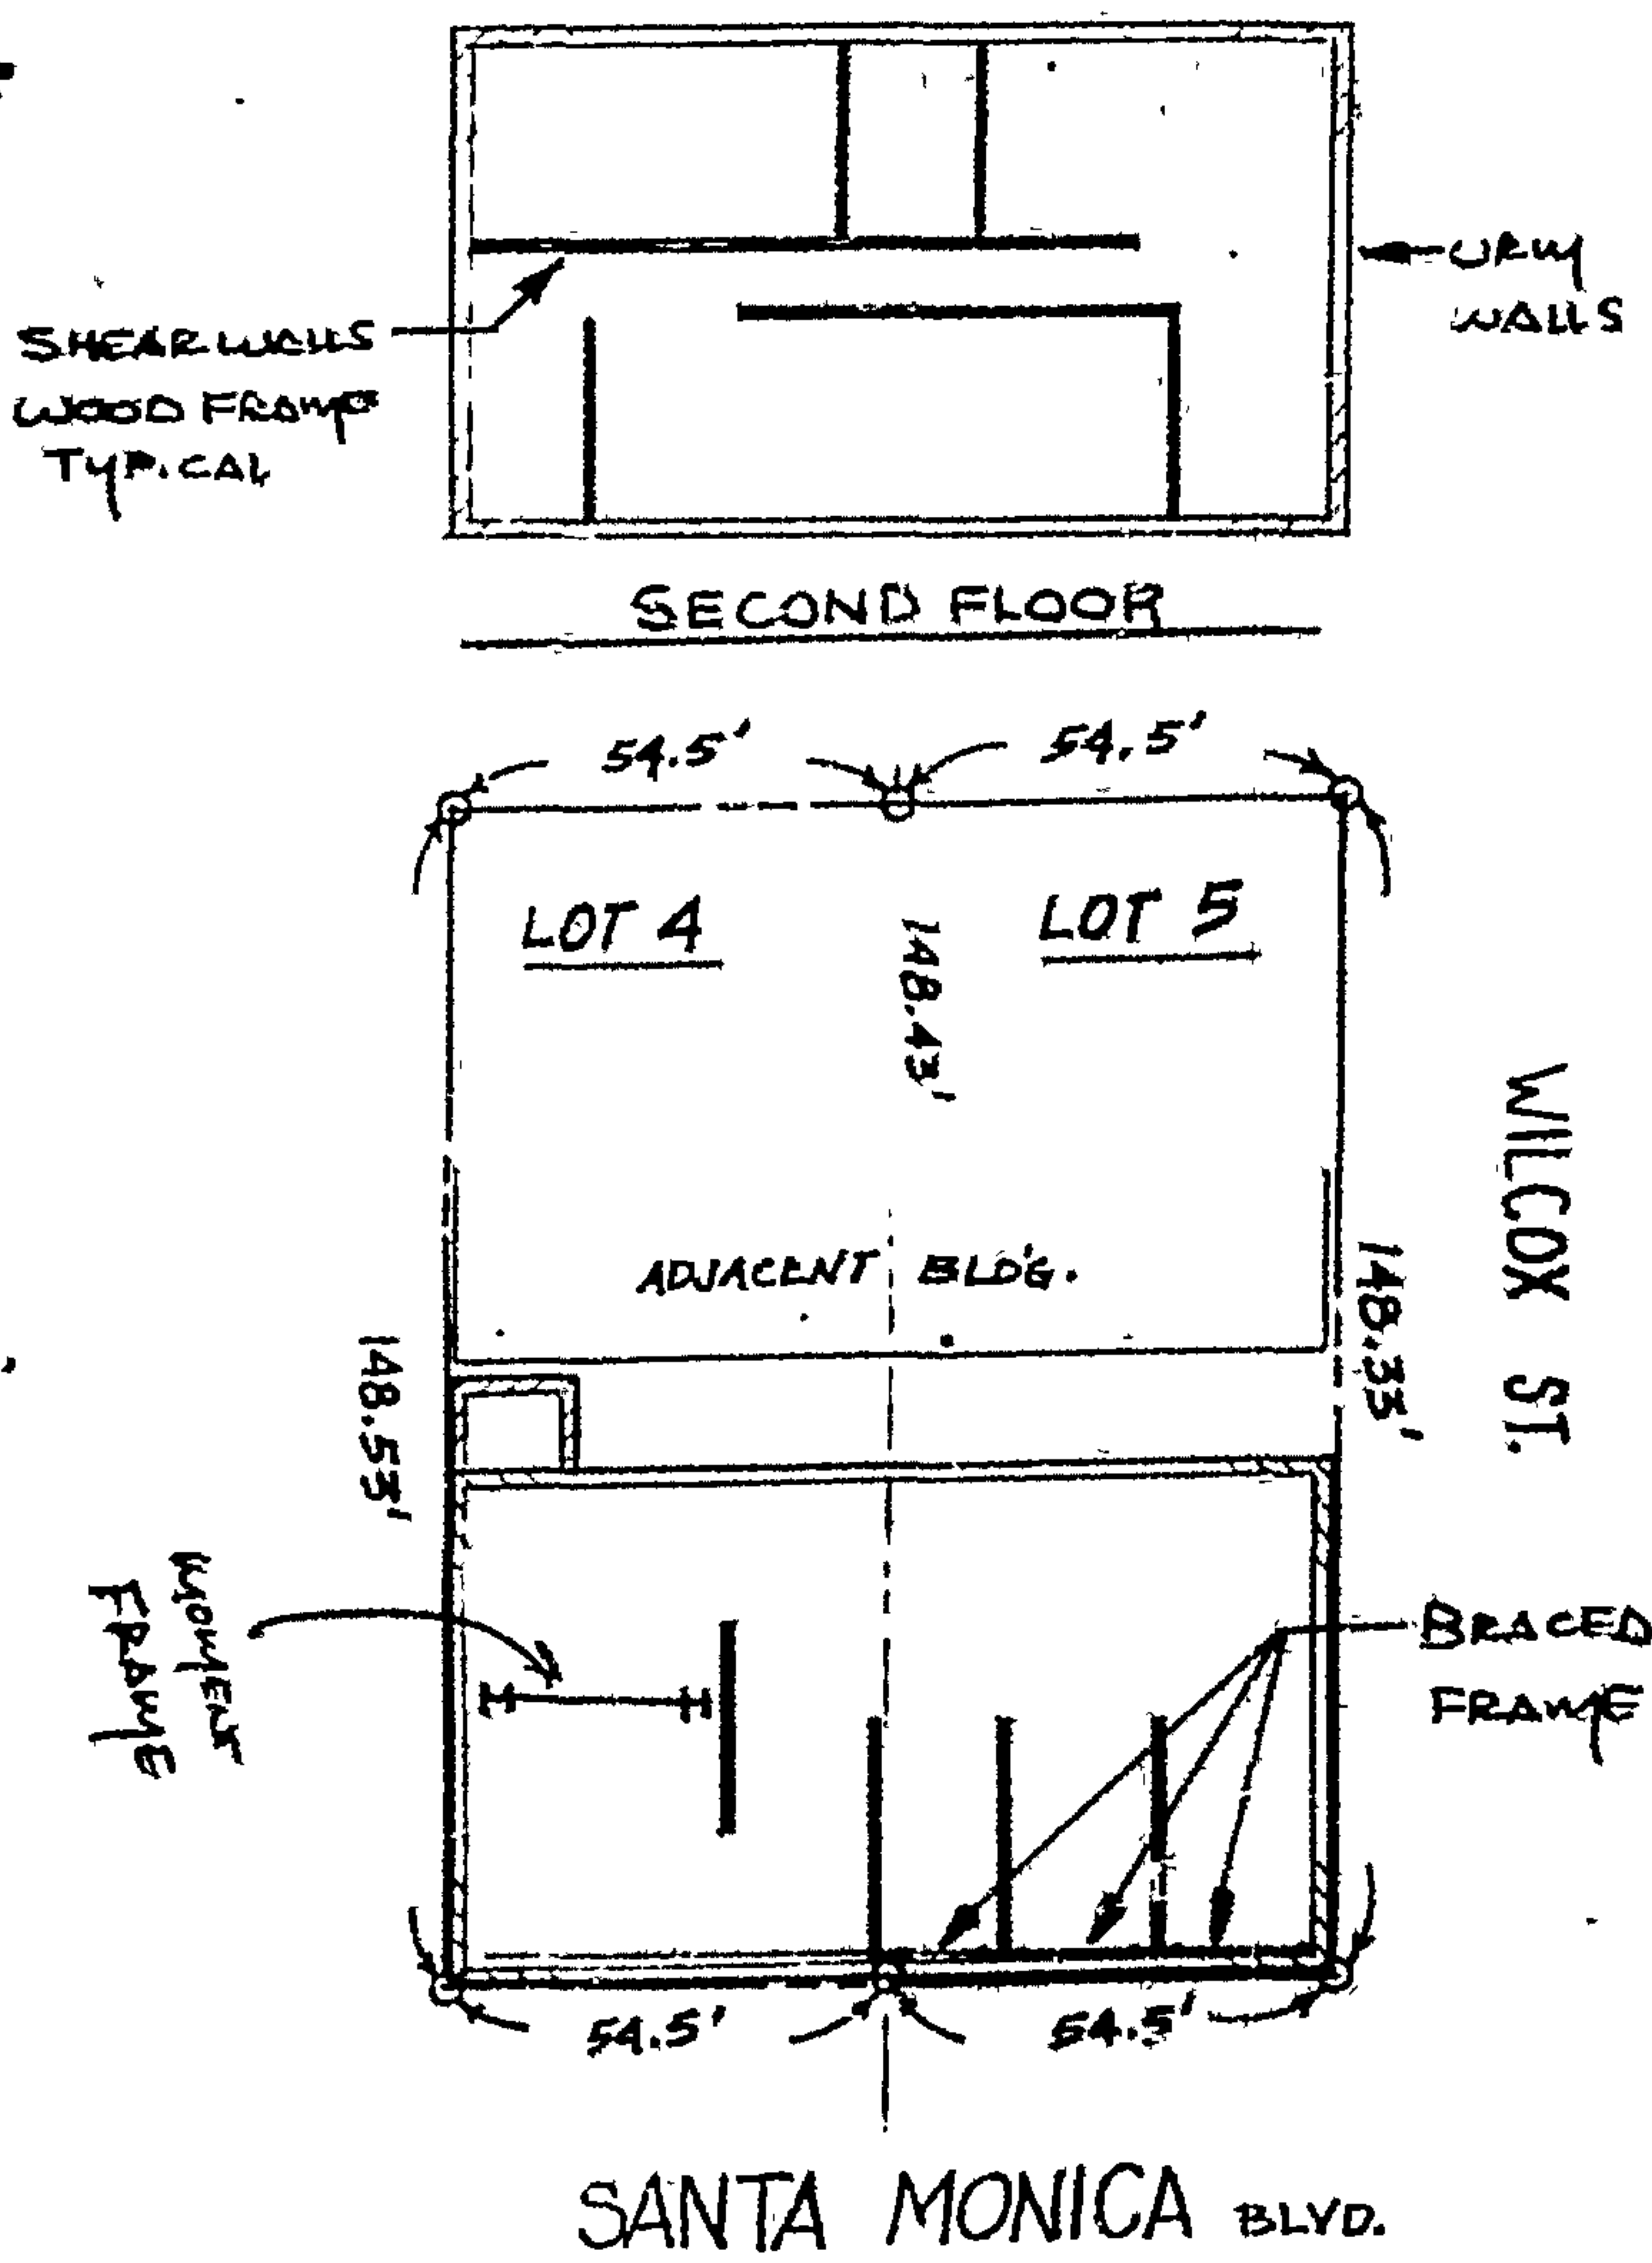 URM
WALLS
SHEAR WALLS
WOOD FRAME
TYPICAL
SECOND FLOOR
54.5'
54.5'
LOT 4
LOT 5
148.43'
WILCOX ST.
ADJACENT BLD'G.
148.33'
148.53'
MOMENT
FRAME
BRACED
FRAME
54.5'
54.5'
SANTA MONICA BLVD.